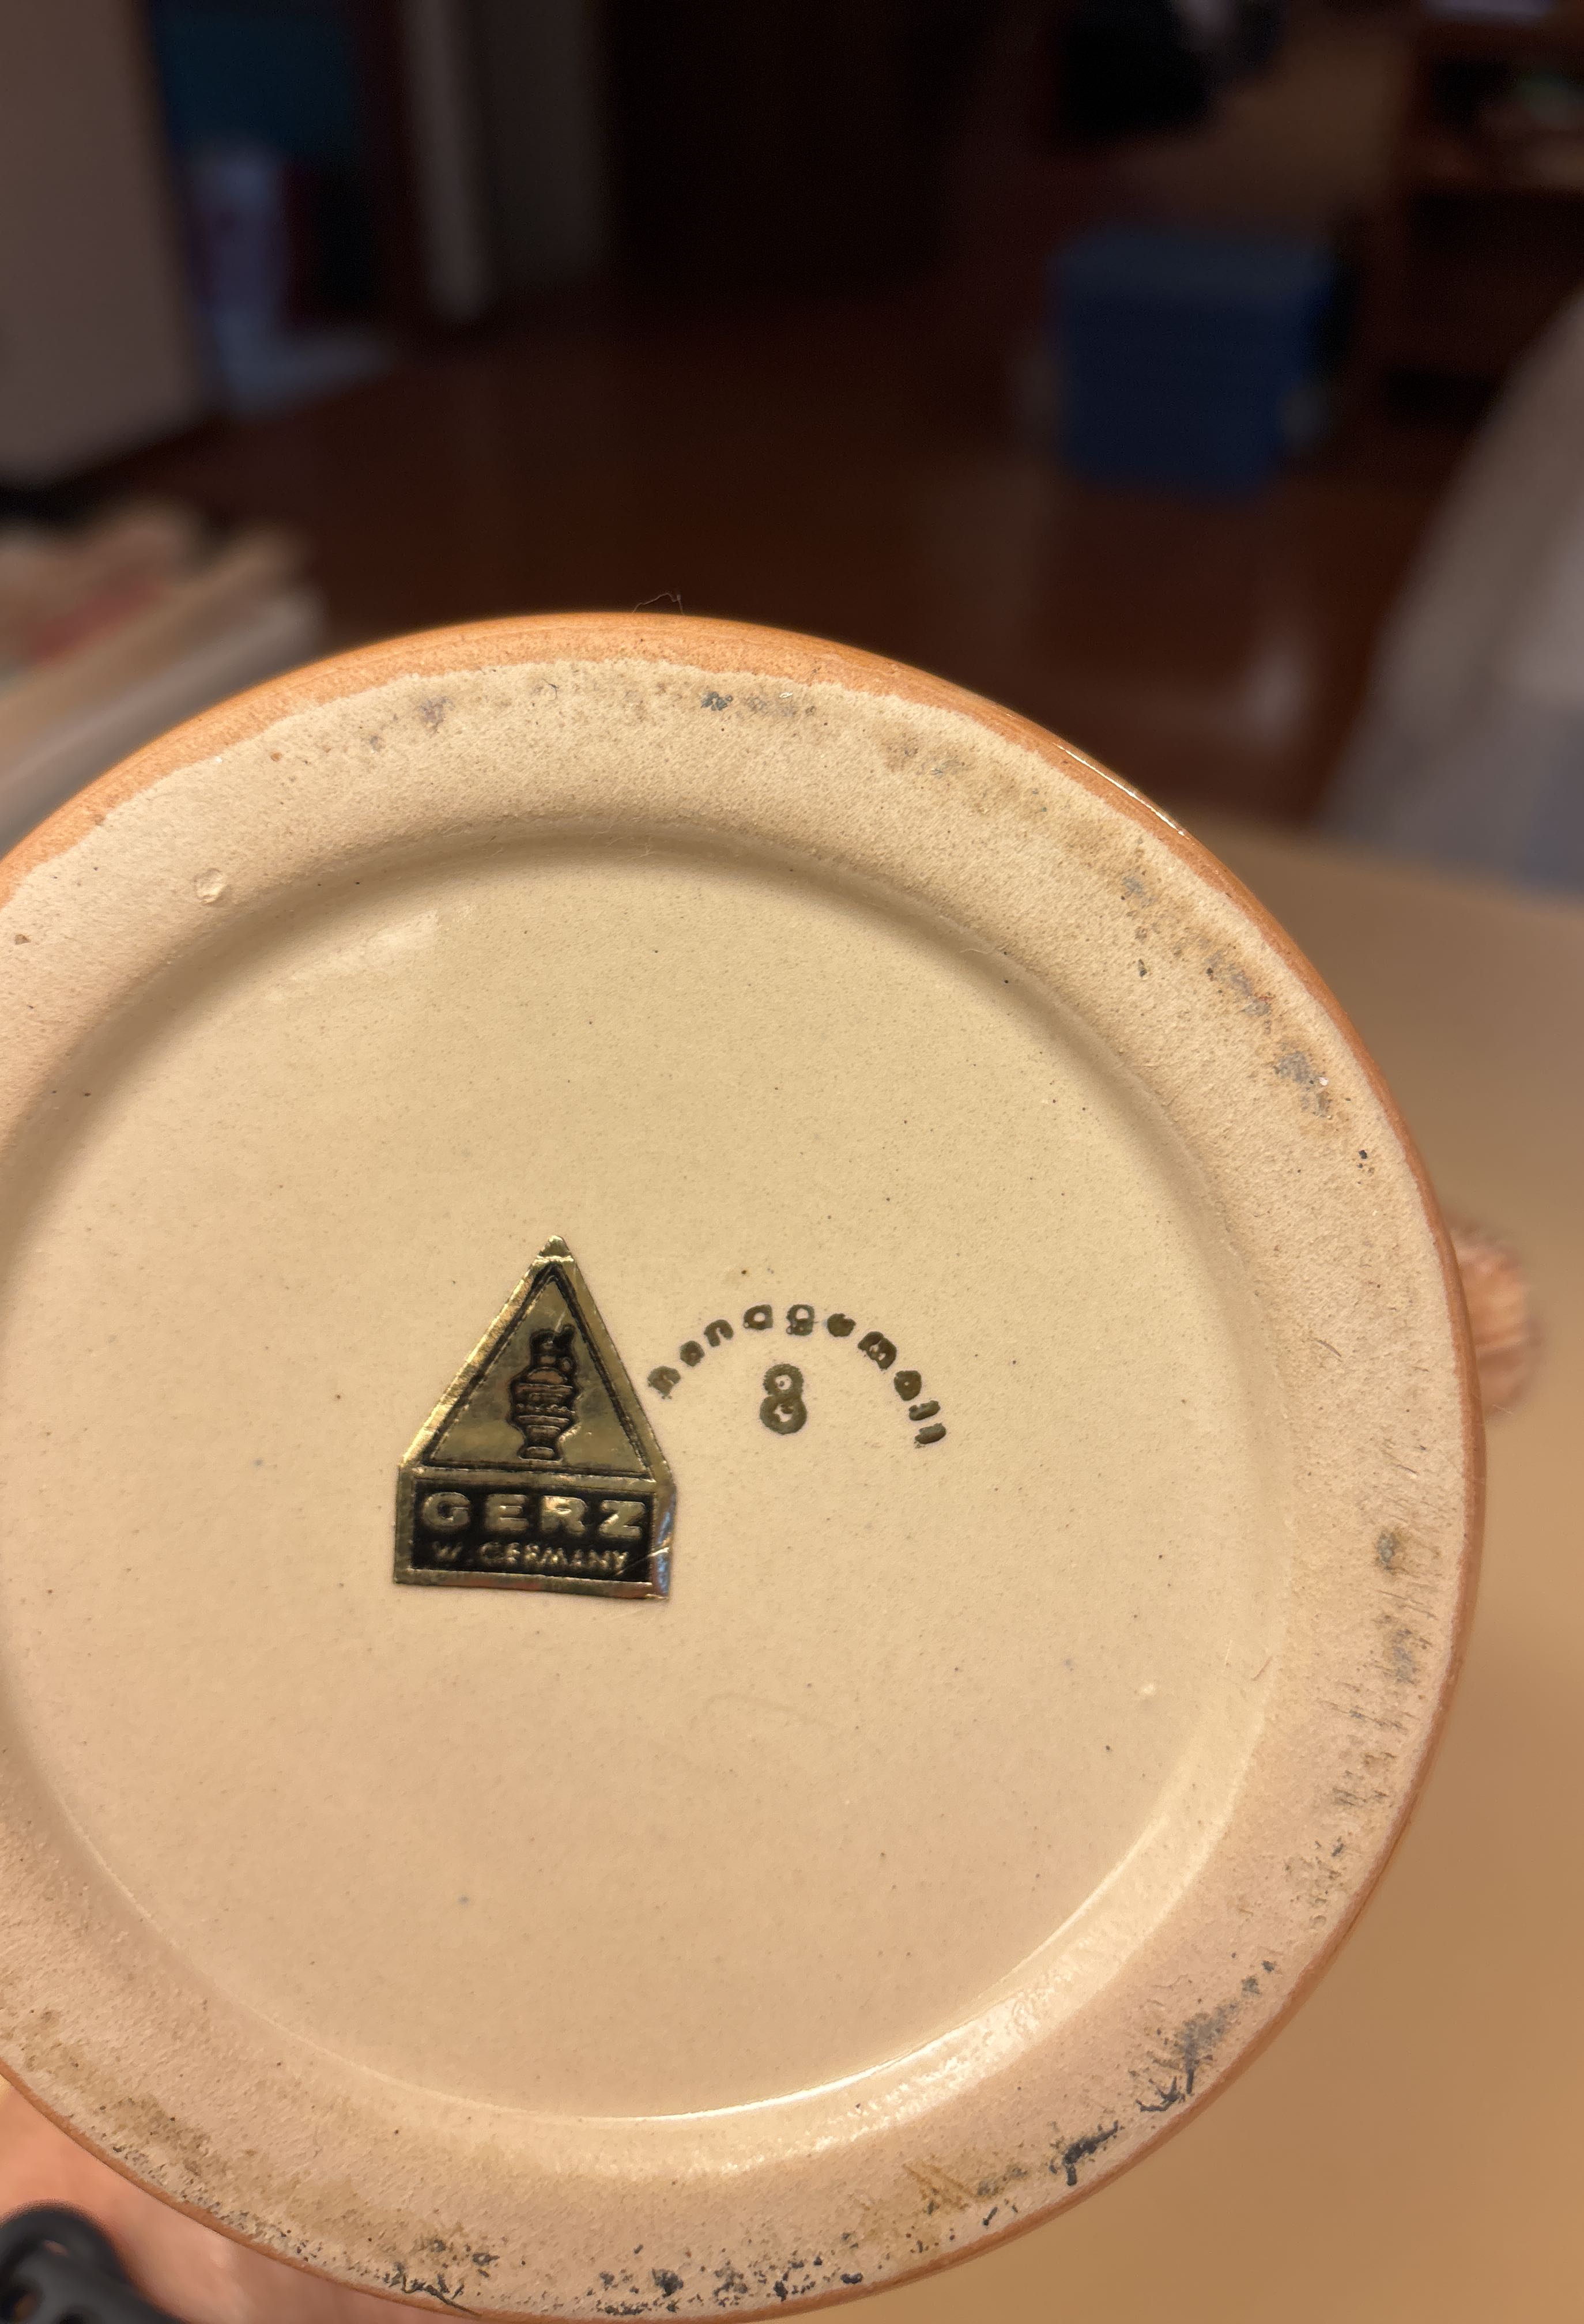 Handgemalt
8
GERZ
W. GERMANY